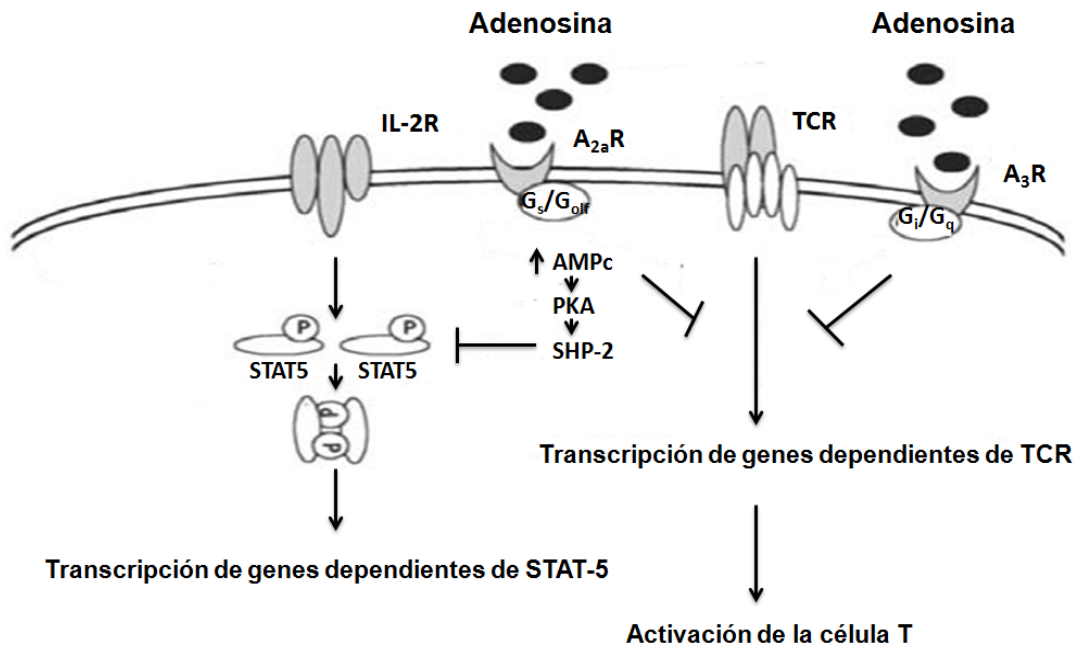 Adenosina
Adenosina
IL-2R
A2aR
TCR
A3R
Gs/Golf
Gi/Gq
AMPc
PKA
SHP-2
P
P
STAT5
STAT5
P
P
Transcripción de genes dependientes de TCR
Transcripción de genes dependientes de STAT-5
Activación de la célula T